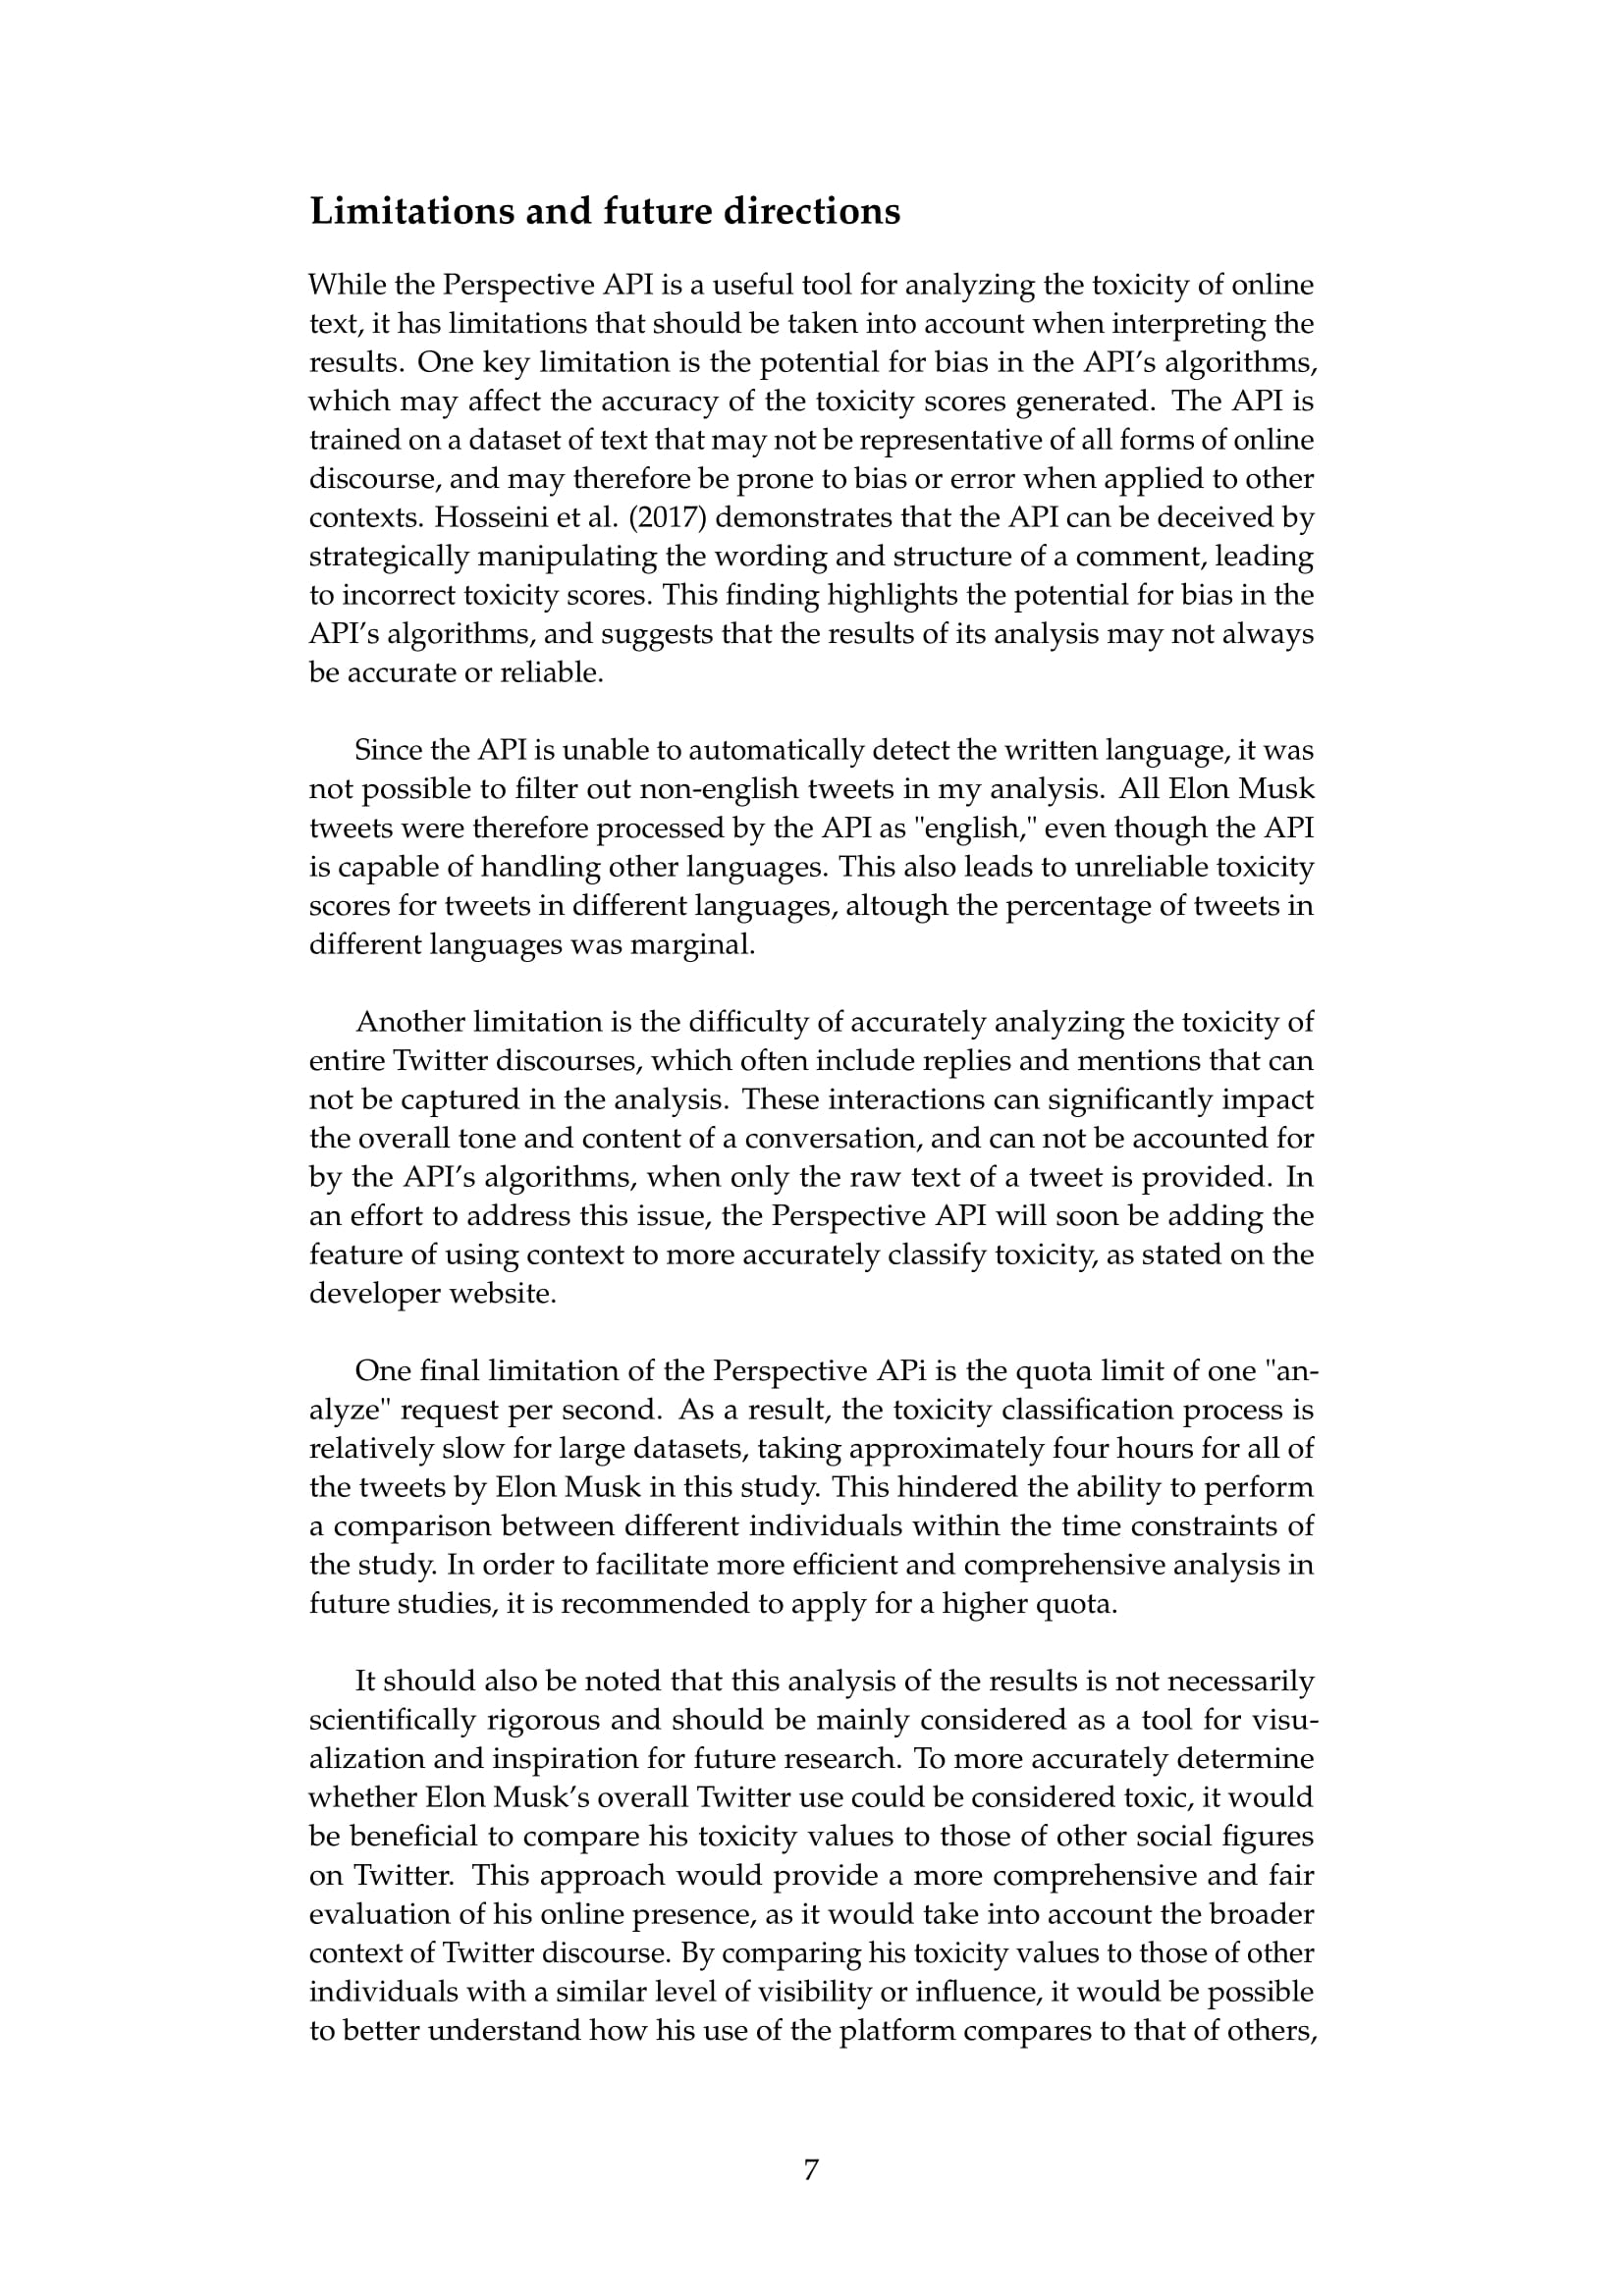 Limitations and future directions
While the Perspective API is a useful tool for analyzing the toxicity of online
text, it has limitations that should be taken into account when interpreting the
results. One key limitation is the potential for bias in the API's algorithms,
which may affect the accuracy of the toxicity scores generated. The API is
trained on a dataset of text that may not be representative of all forms of online
discourse, and may therefore be prone to bias or error when applied to other
contexts. Hosseini et al. (2017) demonstrates that the API can be deceived by
strategically manipulating the wording and structure of a comment, leading
to incorrect toxicity scores. This finding highlights the potential for bias in the
API's algorithms, and suggests that the results of its analysis may not always
be accurate or reliable.
Since the API is unable to automatically detect the written language, it was
not possible to filter out non-english tweets in my analysis. All Elon Musk
tweets were therefore processed by the API as "english," even though the API
is capable of handling other languages. This also leads to unreliable toxicity
scores for tweets in different languages, altough the percentage of tweets in
different languages was marginal.
Another limitation is the difficulty of accurately analyzing the toxicity of
entire Twitter discourses, which often include replies and mentions that can
not be captured in the analysis. These interactions can significantly impact
the overall tone and content of a conversation, and can not be accounted for
by the API's algorithms, when only the raw text of a tweet is provided. In
an effort to address this issue, the Perspective API will soon be adding the
feature of using context to more accurately classify toxicity, as stated on the
developer website.
One final limitation of the Perspective APi is the quota limit of one "an-
alyze" request per second. As a result, the toxicity classification process is
relatively slow for large datasets, taking approximately four hours for all of
the tweets by Elon Musk in this study. This hindered the ability to perform
a comparison between different individuals within the time constraints of
the study. In order to facilitate more efficient and comprehensive analysis in
future studies, it is recommended to apply for a higher quota.
It should also be noted that this analysis of the results is not necessarily
scientifically rigorous and should be mainly considered as a tool for visu-
alization and inspiration for future research. To more accurately determine
whether Elon Musk's overall Twitter use could be considered toxic, it would
be beneficial to compare his toxicity values to those of other social figures
on Twitter. This approach would provide a more comprehensive and fair
evaluation of his online presence, as it would take into account the broader
context of Twitter discourse. By comparing his toxicity values to those of other
individuals with a similar level of visibility or influence, it would be possible
to better understand how his use of the platform compares to that of others,
7